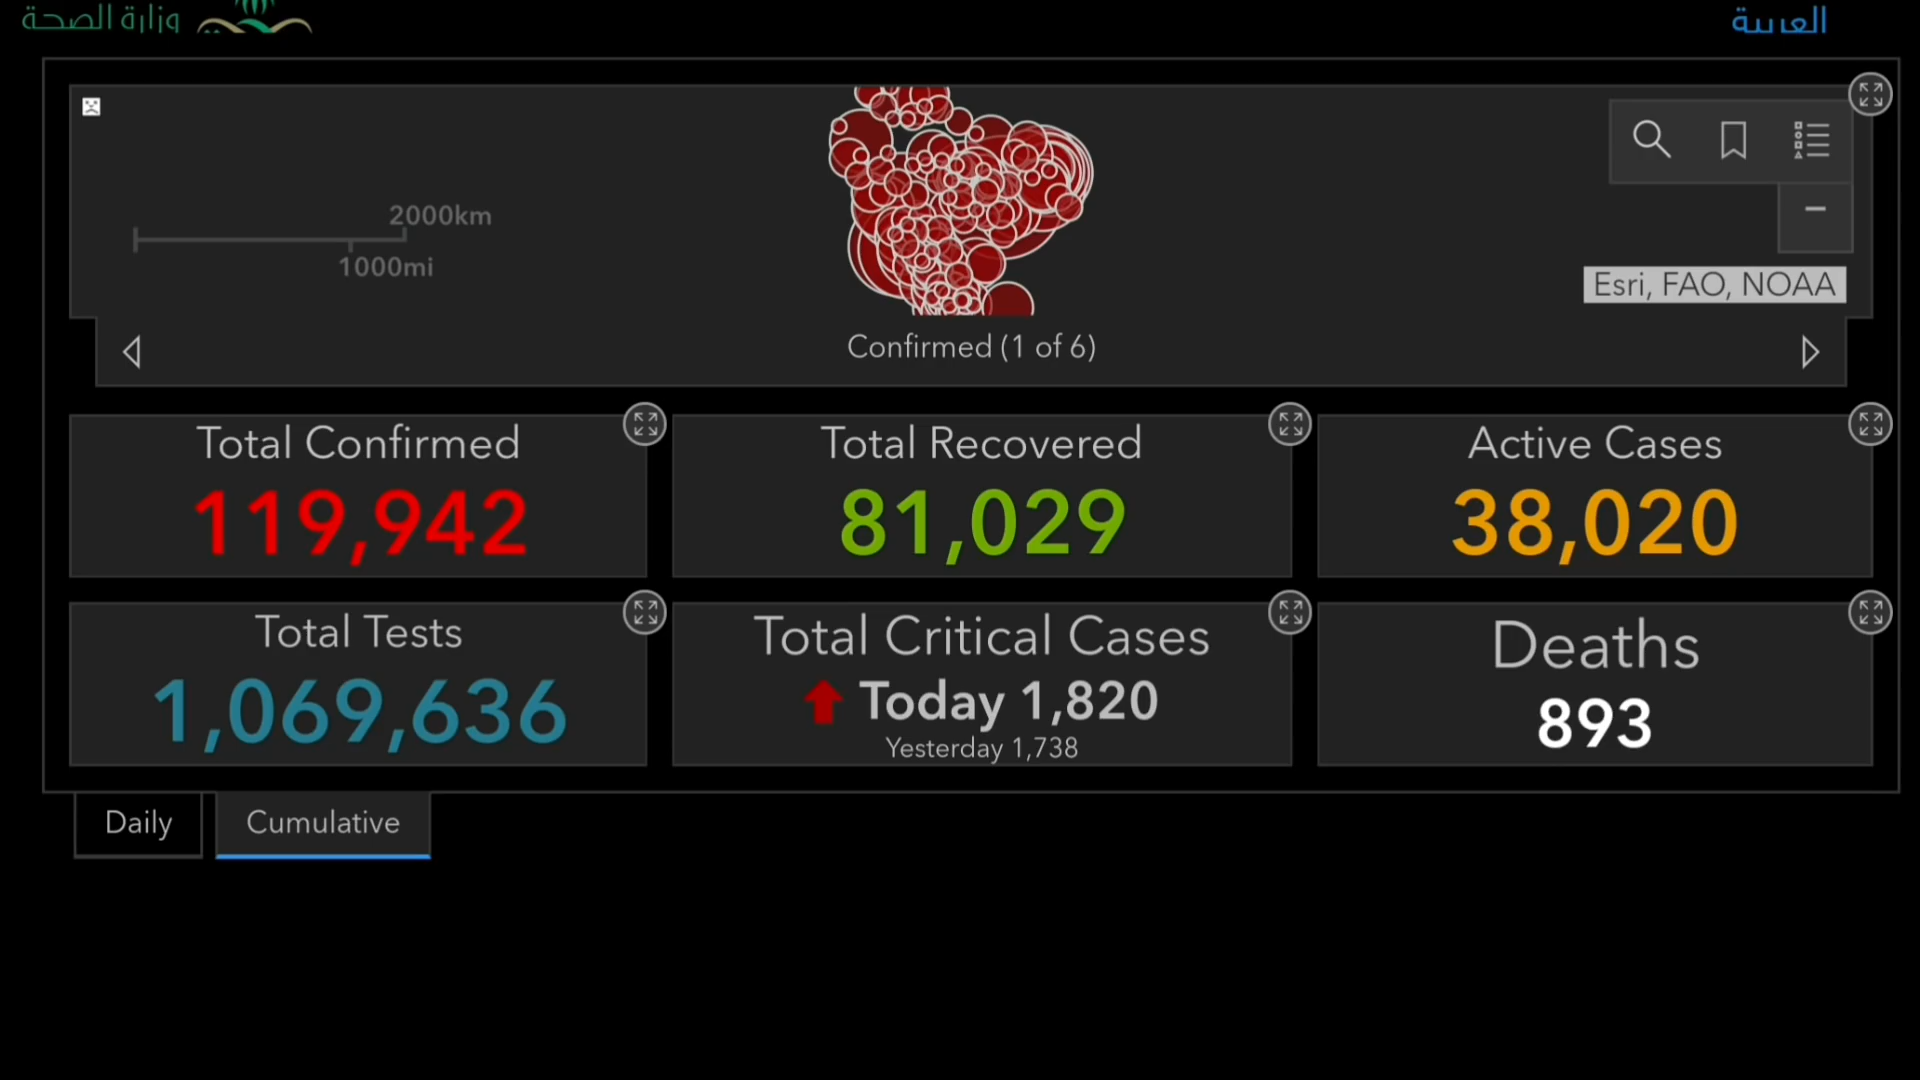 وزارة الصحة
العربية
2000km
1000mi
Esri, FAO, NOAA
Confirmed (1 of 6)
Total Confirmed
119,942
Total Recovered
81,029
Active Cases
38,020
Total Tests
1,069,636
Total Critical Cases
Today 1,820
Yesterday 1,738
Deaths
893
Daily
Cumulative